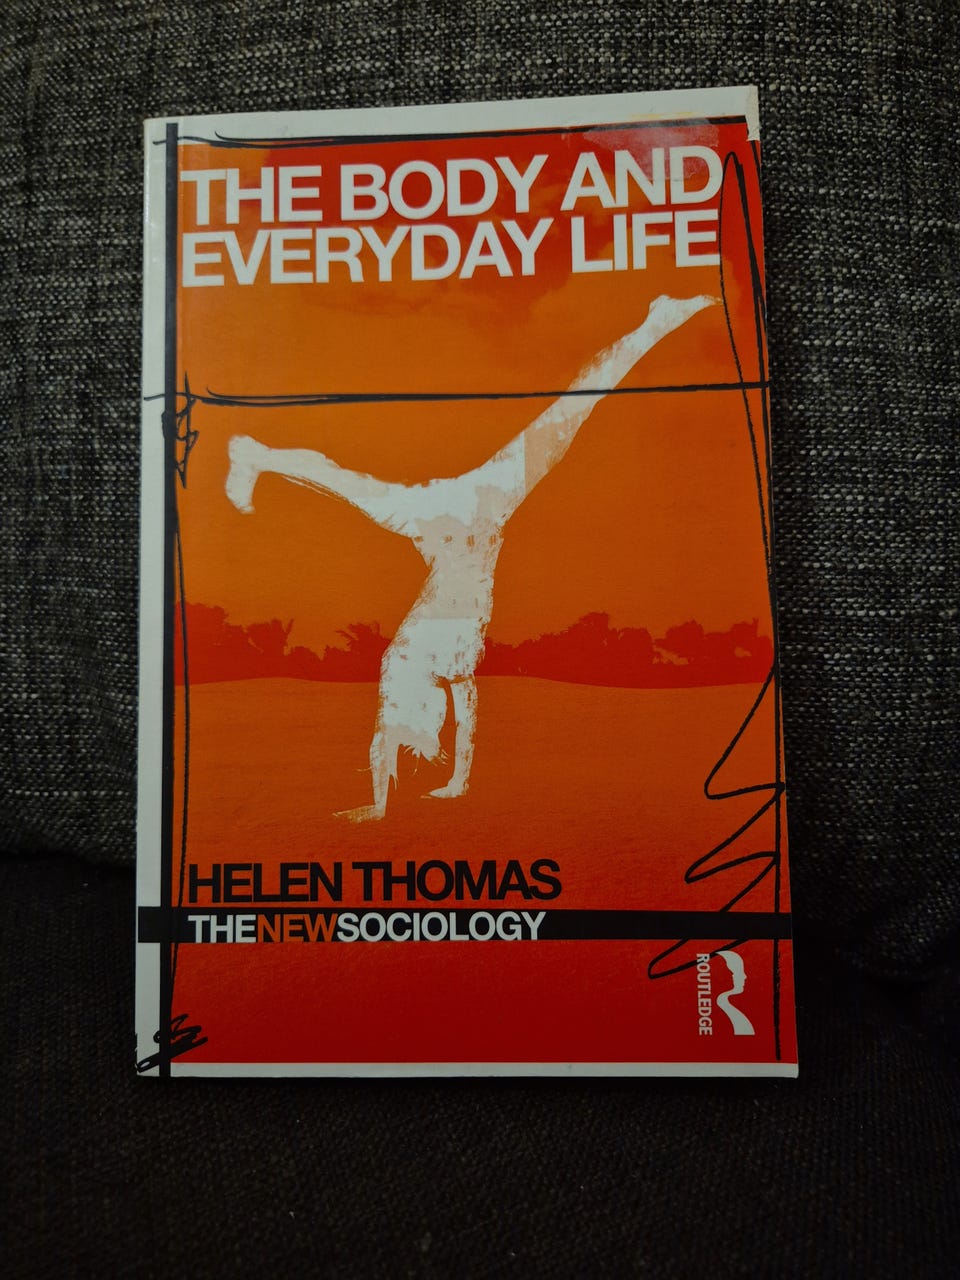 THE BODY AND
EVERYDAY LIFE
HELEN THOMAS
THENEWSOCIOLOGY
ROUTLEDGE